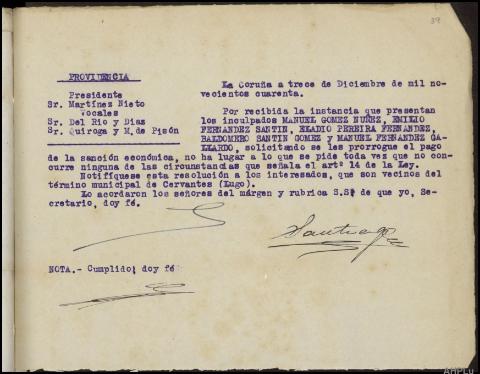 39
PROVIDENCIA
Presidente
Sr. Martínez Nieto
Vocales
Sr. Del Rio y Diaz
Sr. Quiroga y M. de Pisón
La Coruña a trece de Diciembre de mil no-
vecientos cuarenta.
Por recibida la instancia que presentan
los inculpados MANUEL GOMEZ NUÑEZ, EMILIO
FERNANDEZ SANTIN, ELADIO PEREIRA FERNANDEZ,
BALDOMERO SANTIN GOMEZ y MANUEL FERNANDEZ GA-
LLARDO, solicitando se les prorrogue el pago
de la sanción económica, no ha lugar a lo que se pide toda vez que no con-
curre ninguna de las circunstancias que señala el artº 14 de la Ley.
Notifíquese esta resolución a los interesados, que son vecinos del
término municipal de Cervantes (Lugo).
Lo acordaron los señores del márgen y rubrica S.Sª de que yo, Se-
cretario, doy fé.
Santiago
NOTA.- Cumplido; doy fé
AHPLu